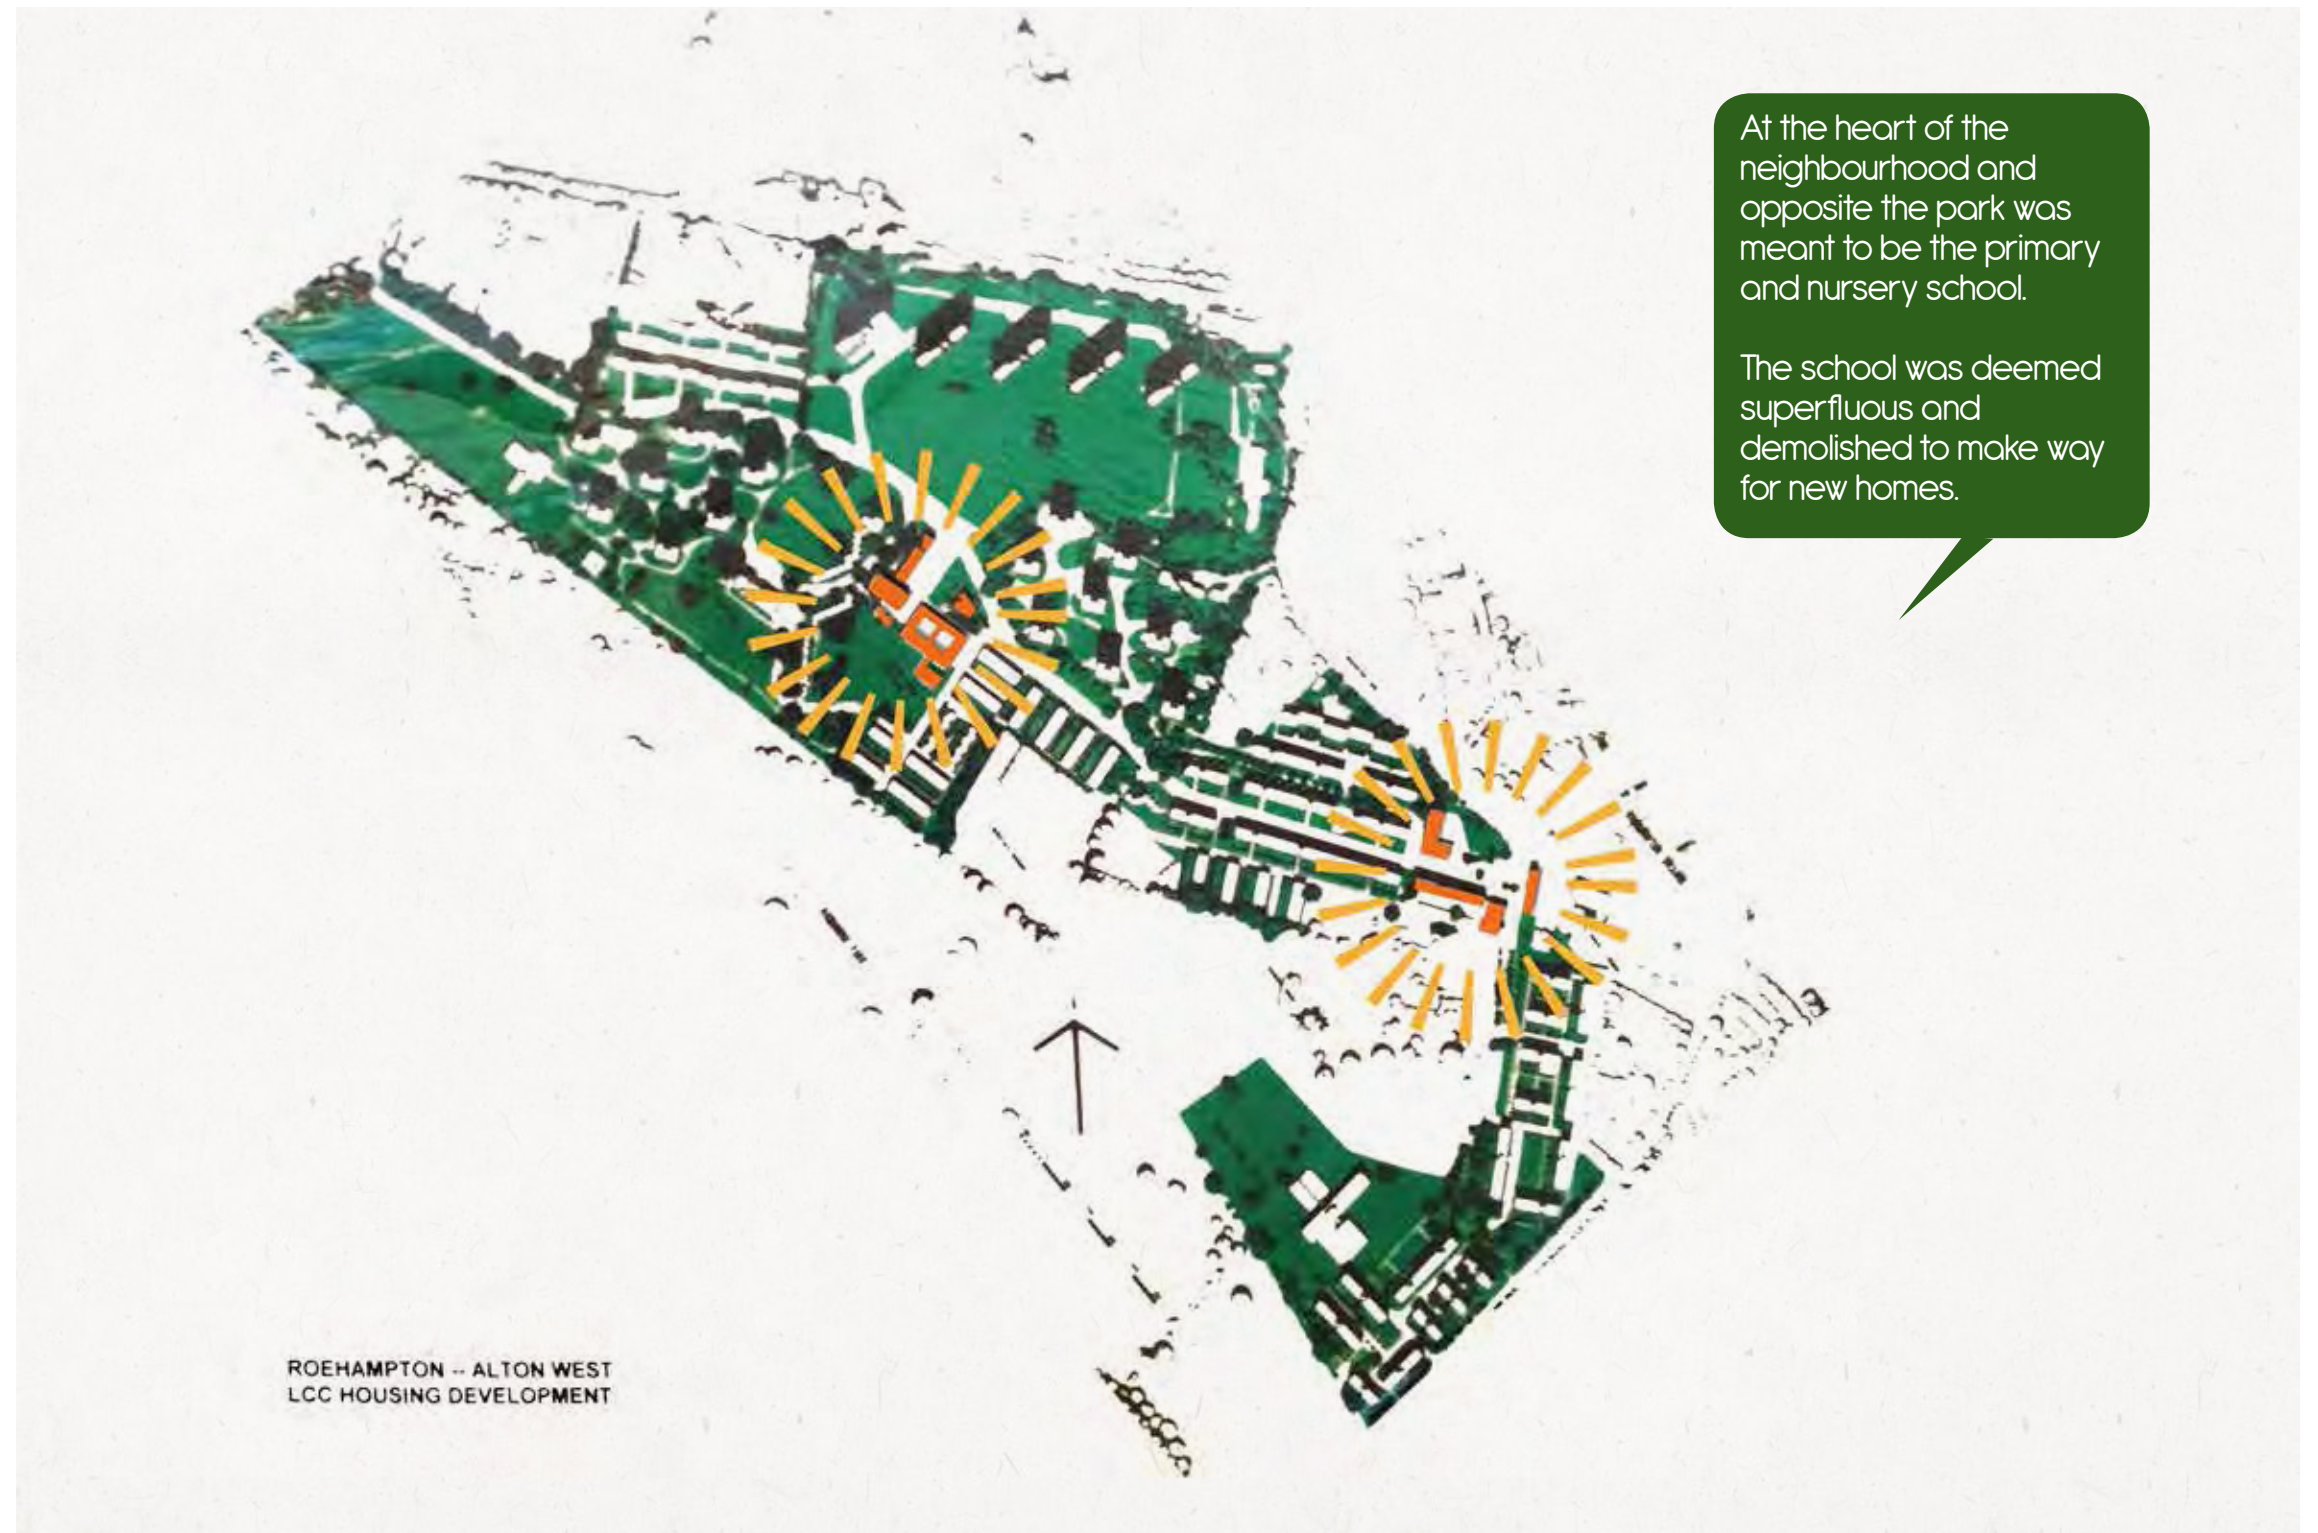 At the heart of the
neighbourhood and
opposite the park was
meant to be the primary
and nursery school.
The school was deemed
superfluous and
demolished to make way
for new homes.
ROEHAMPTON -- ALTON WEST
LCC HOUSING DEVELOPMENT